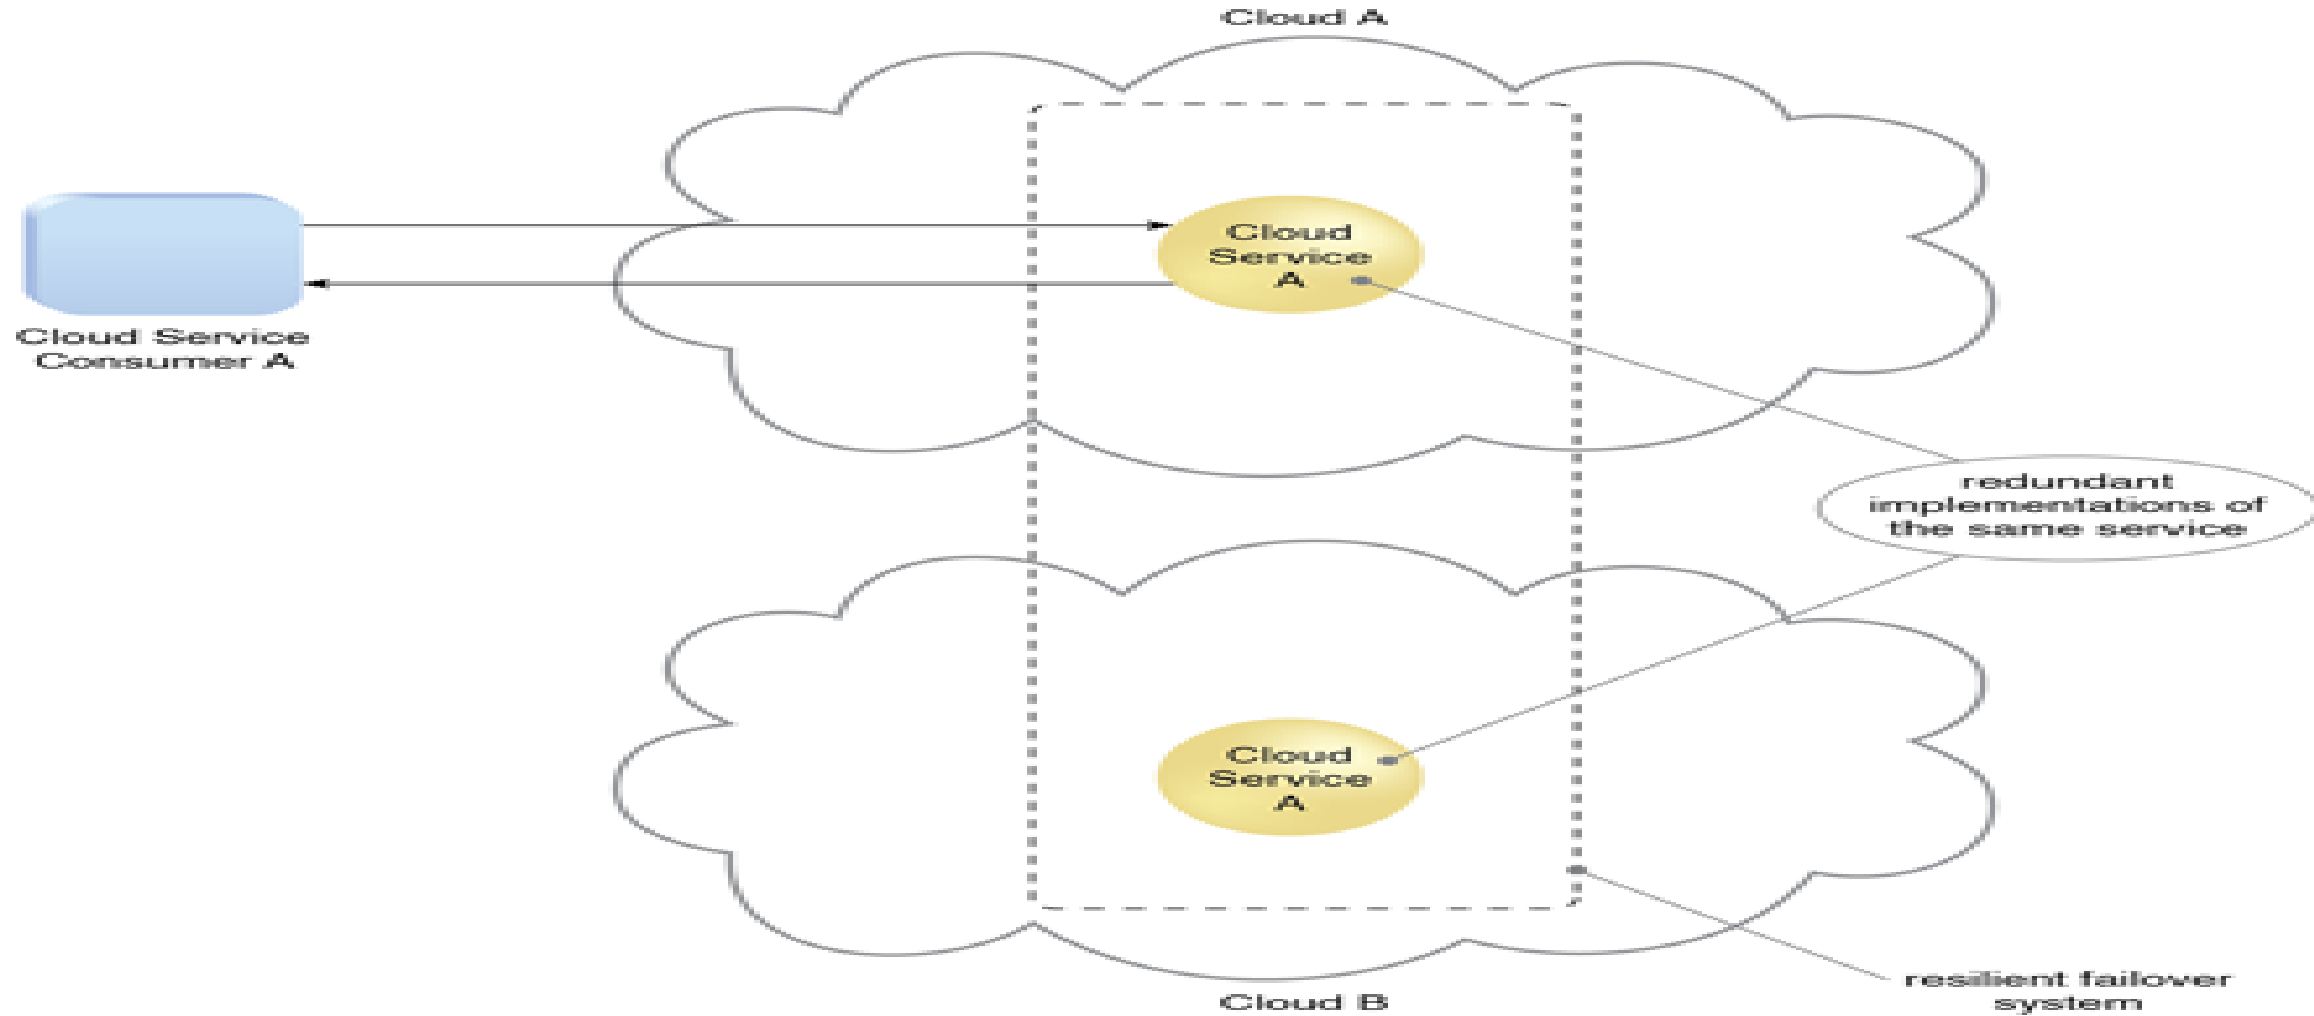 Cloud A
Cloud
Service
A
Cloud Service
Consumer A
redundant
implementations of
the same service
Cloud
Service
A
resilient failover
system
Cloud B